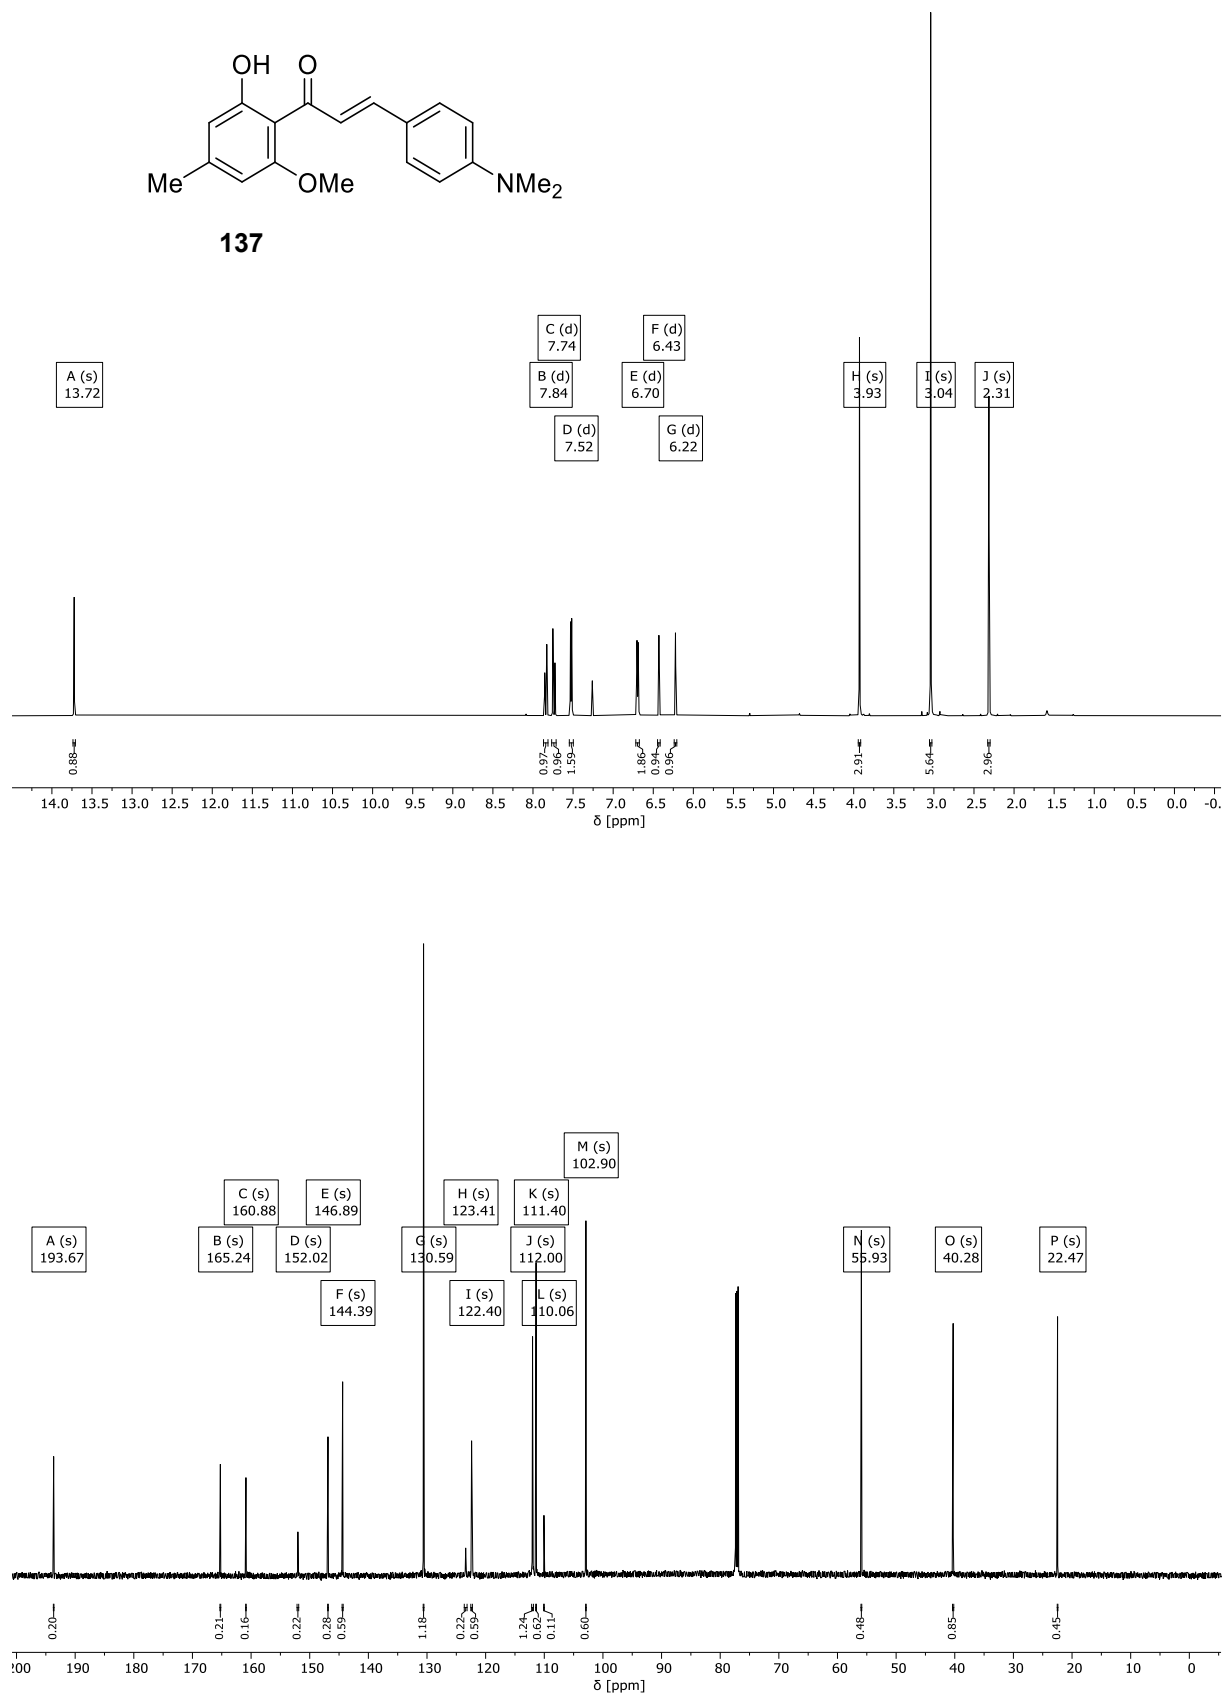 OH O
Me OMe NMe2
137
C (d) F (d)
7.74 6.43
A (s) B (d) E (d) H (s) I (s) J (s)
13.72 7.84 6.70 3.93 3.04 2.31
D (d) G (d)
7.52 6.22
0.88 0.97 0.96 1.59 1.86 0.94 0.96 2.91 5.64 2.96
14.0 13.5 13.0 12.5 12.0 11.5 11.0 10.5 10.0 9.5 9.0 8.5 8.0 7.5 7.0 6.5 6.0 5.5 5.0 4.5 4.0 3.5 3.0 2.5 2.0 1.5 1.0 0.5 0.0 -0.
δ [ppm]
M (s)
102.90
C (s) E (s) H (s) K (s)
160.88 146.89 123.41 111.40
A (s) B (s) D (s) G (s) J (s) N (s) O (s) P (s)
193.67 165.24 152.02 130.59 112.00 55.93 40.28 22.47
F (s) I (s) L (s)
144.39 122.40 110.06
0.20 0.21 0.16 0.22 0.28 0.59 1.18 0.22 0.59 1.24 0.62 0.11 0.60 0.48 0.85 0.45
200 190 180 170 160 150 140 130 120 110 100 90 80 70 60 50 40 30 20 10 0
δ [ppm]